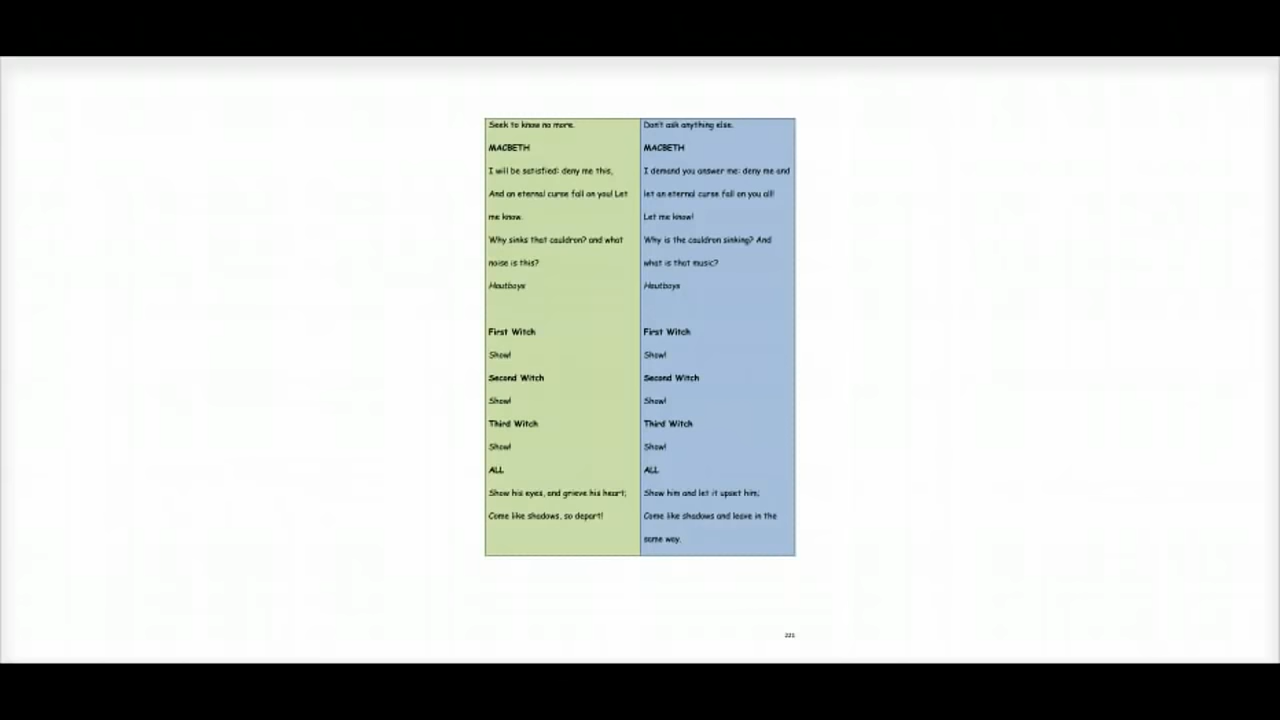 Seek to know no more.
MACBETH
I will be satisfied: deny me this,
And an eternal curse fall on you! Let
me know.
Why sinks that cauldron? and what
noise is this?
Hautboys
First Witch
Show!
Second Witch
Show!
Third Witch
Show!
ALL
Show his eyes, and grieve his heart;
Come like shadows, so depart!
Don't ask anything else.
MACBETH
I demand you answer me: deny me and
let an eternal curse fall on you all!
Let me know!
Why is the cauldron sinking? And
what is that music?
Hautboys
First Witch
Show!
Second Witch
Show!
Third Witch
Show!
ALL
Show him and let it upset him;
Come like shadows and leave in the
same way.